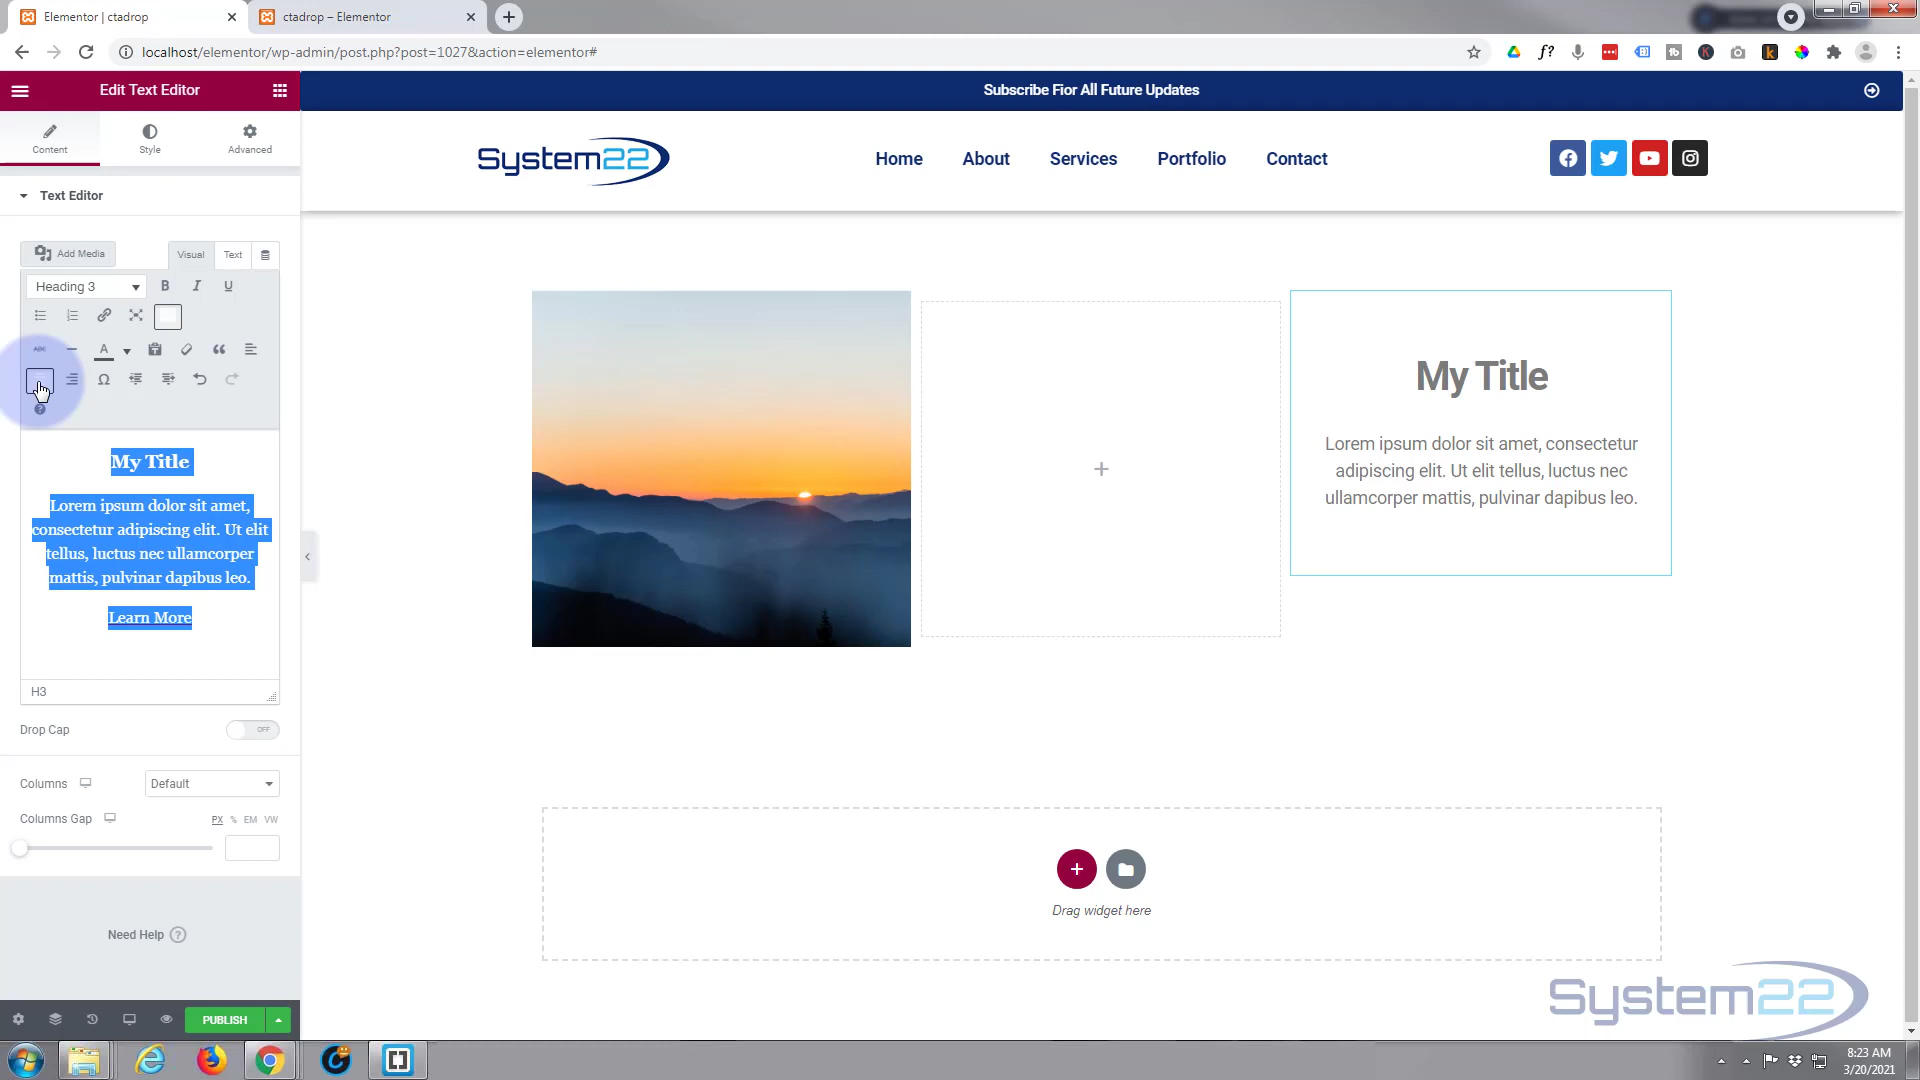 Elementor | ctadrop
ctadrop – Elementor
localhost/elementor/wp-admin/post.php?post=1027&action=elementor#
Edit Text Editor
Content
Style
Advanced
Text Editor
Add Media
Visual
Text
Heading 3
B
I
U
ABC
A
Ω
My Title
Lorem ipsum dolor sit amet,
consectetur adipiscing elit. Ut elit
tellus, luctus nec ullamcorper
mattis, pulvinar dapibus leo.
Learn More
H3
Drop Cap
OFF
Columns
Default
Columns Gap
PX
%
EM
VW
Need Help
PUBLISH
Subscribe Fior All Future Updates
System22
Home
About
Services
Portfolio
Contact
My Title
Lorem ipsum dolor sit amet, consectetur
adipiscing elit. Ut elit tellus, luctus nec
ullamcorper mattis, pulvinar dapibus leo.
Drag widget here
System22
8:23 AM
3/20/2021